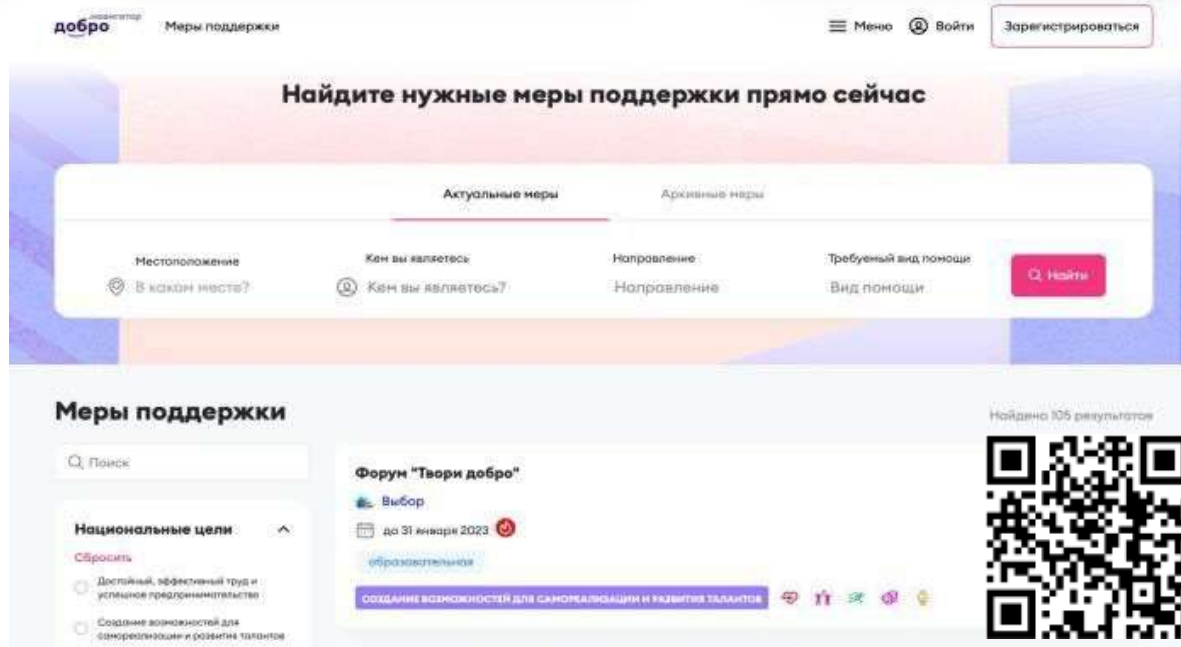 навигатор
добро
Меры поддержки
Меню
Войти
Зарегистрироваться
Найдите нужные меры поддержки прямо сейчас
Актуальные меры
Архивные меры
Местоположение
Кем вы являетесь
Направление
Требуемый вид помощи
В каком месте?
Кем вы являетесь?
Направление
Вид помощи
Найти
Меры поддержки
Найдено 105 результатов
Поиск
Форум "Твори добро"
Выбор
Национальные цели
до 31 января 2023
Сбросить
образовательная
Достойный, эффективный труд и
успешное предпринимательство
СОЗДАНИЕ ВОЗМОЖНОСТЕЙ ДЛЯ САМОРЕАЛИЗАЦИИ И РАЗВИТИЯ ТАЛАНТОВ
Создание возможностей для
самореализации и развития талантов